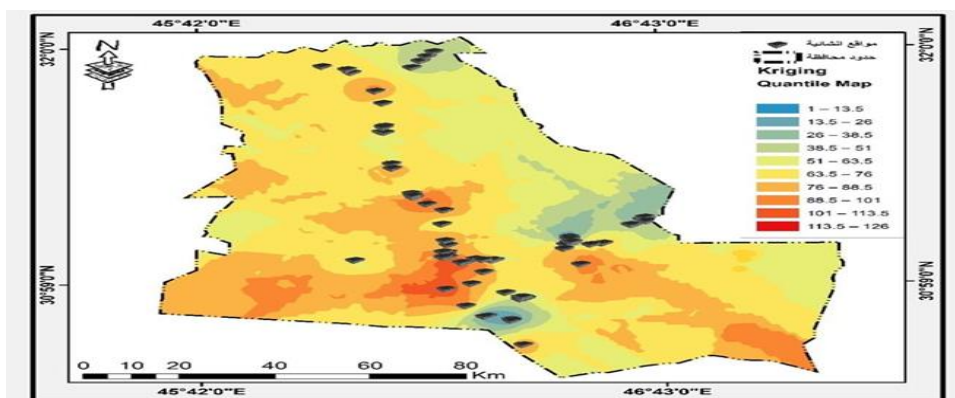 45°42'0"E 46°43'0"E
32°0'0"N 32°0'0"N
N
مواقع انشائية
حدود محافظة
Kriging
Quantile Map
1 – 13.5
13.5 – 26
26 – 38.5
38.5 – 51
51 – 63.5
63.5 – 76
76 – 88.5
88.5 – 101
101 – 113.5
113.5 – 126
30°59'0"N 30°59'0"N
0 10 20 40 60 80
Km
45°42'0"E 46°43'0"E